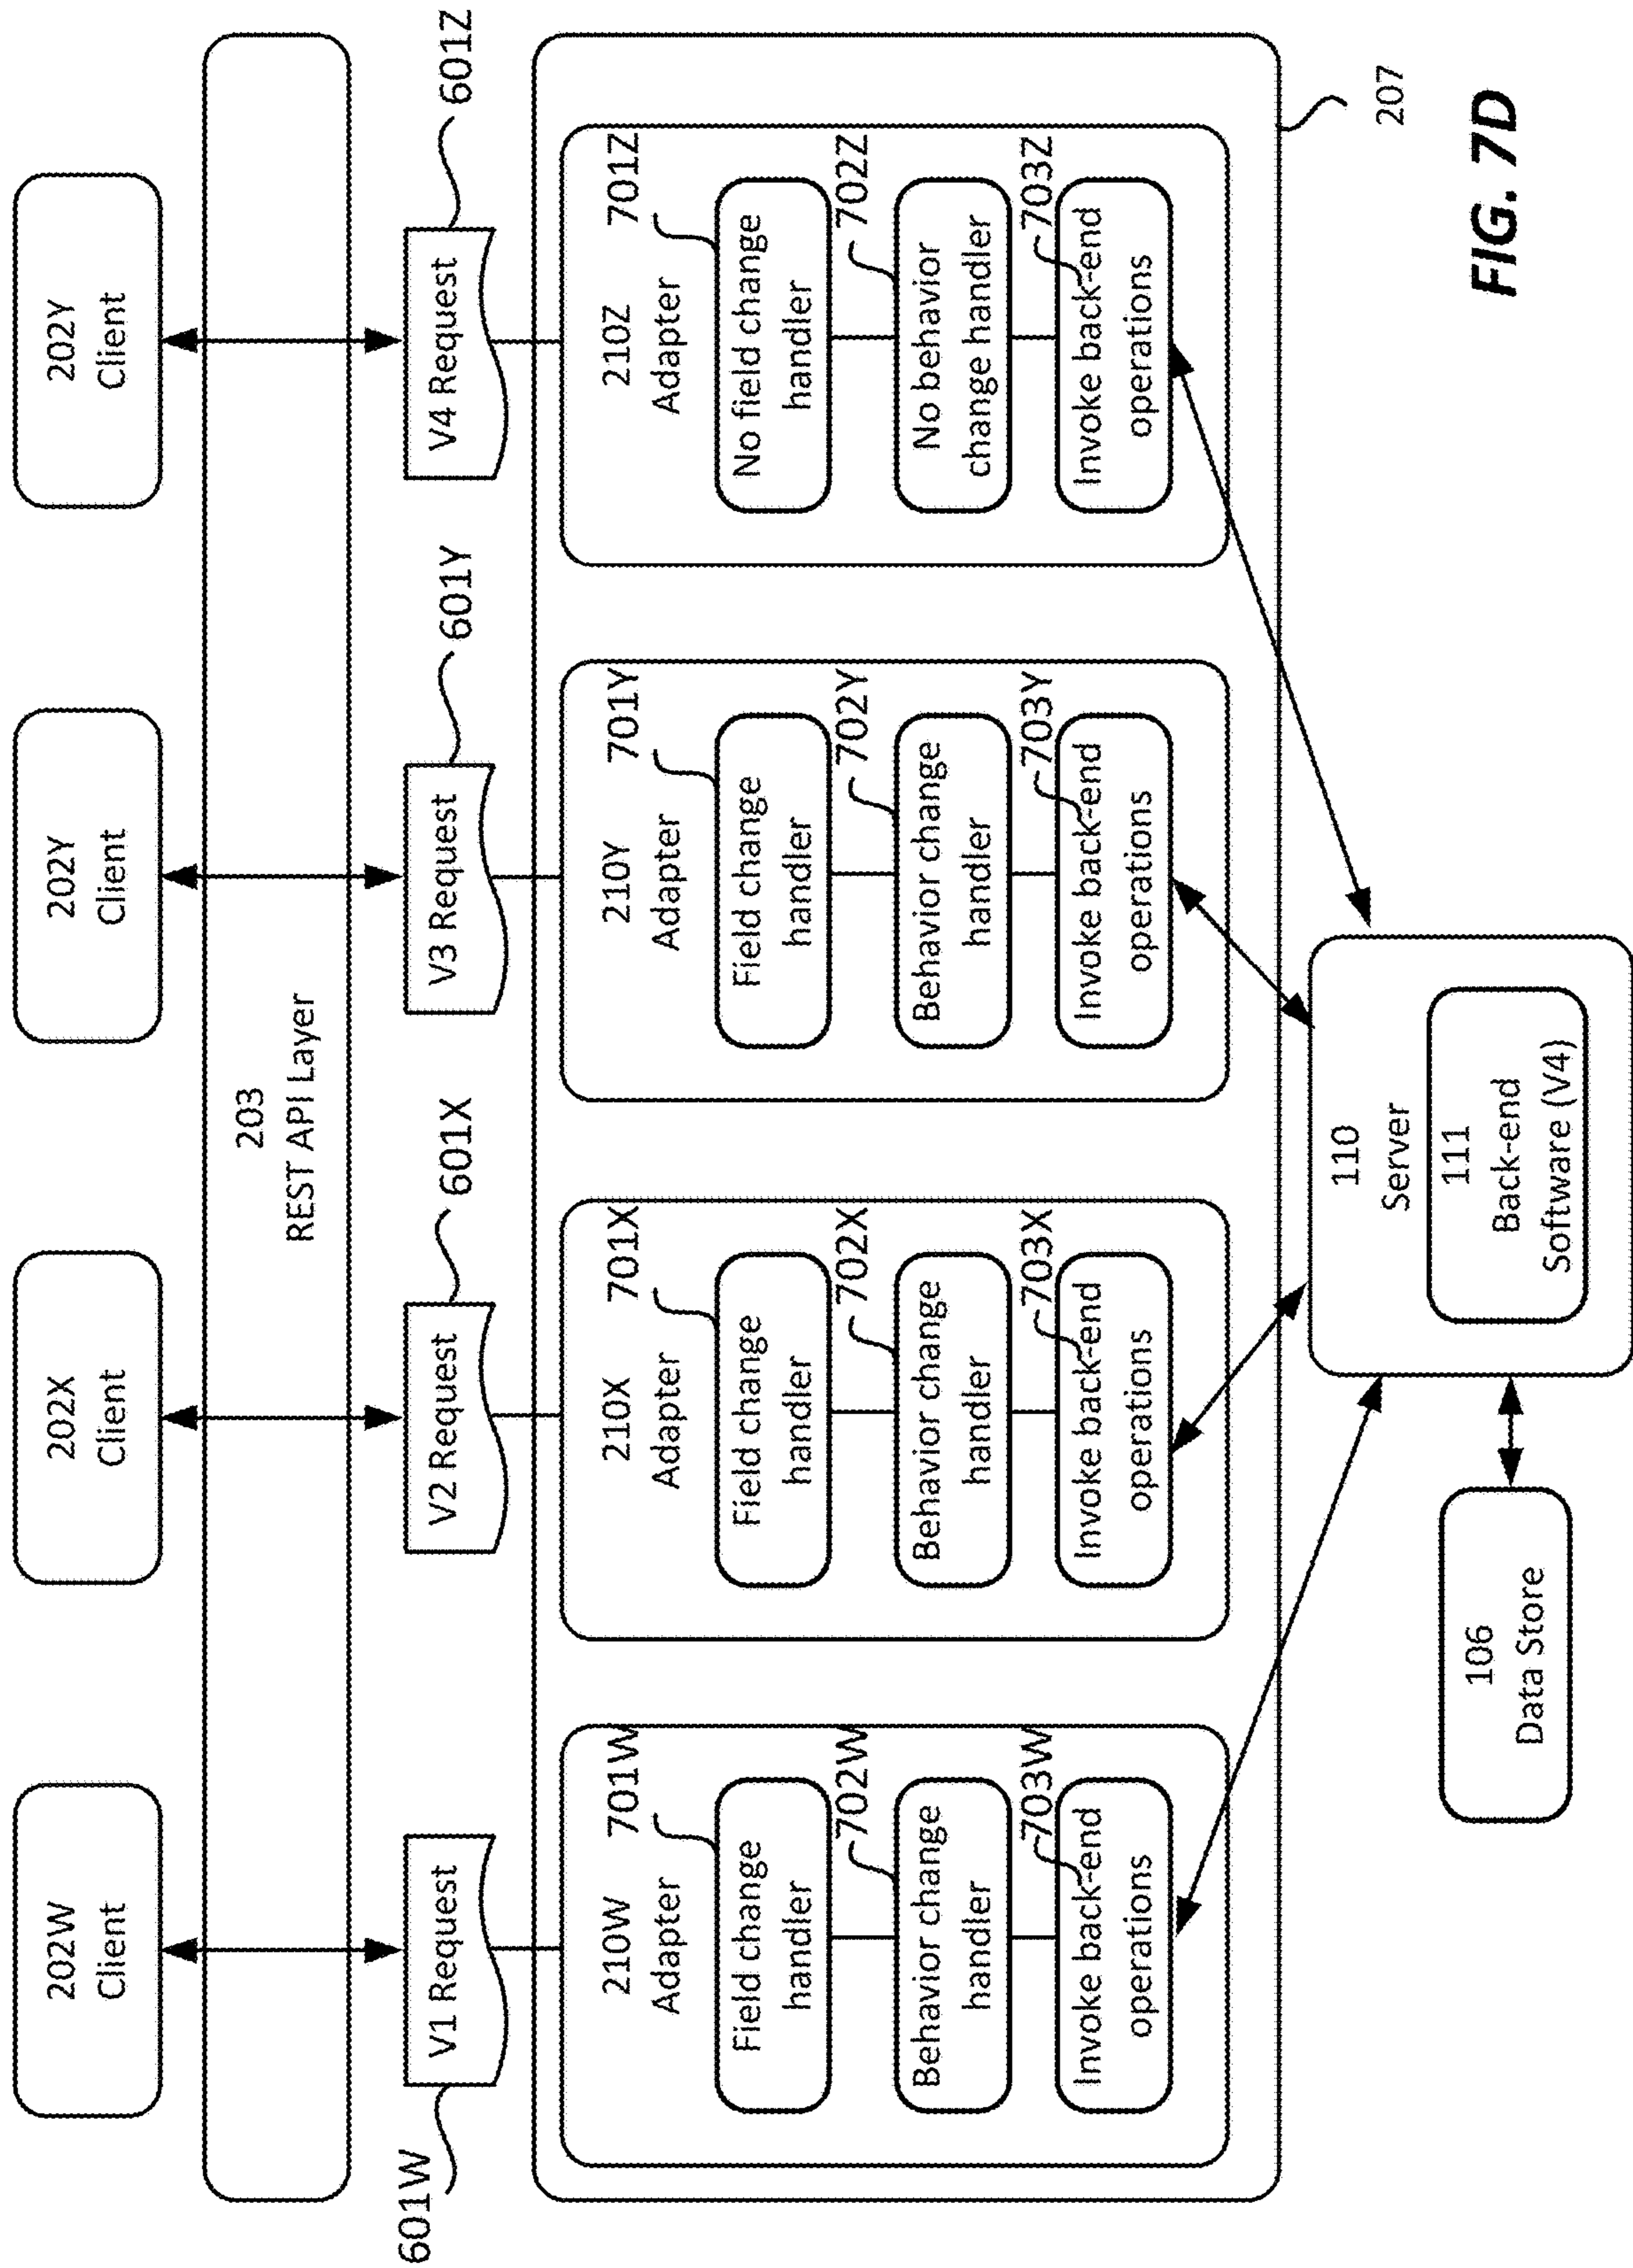 202W
Client
202X
Client
202Y
Client
202Y
Client
203
REST API Layer
601W
V1 Request
V2 Request
601X
V3 Request
601Y
V4 Request
601Z
210W
Adapter
701W
Field change
handler
702W
Behavior change
handler
703W
Invoke back-end
operations
210X
Adapter
701X
Field change
handler
702X
Behavior change
handler
703X
Invoke back-end
operations
210Y
Adapter
701Y
Field change
handler
702Y
Behavior change
handler
703Y
Invoke back-end
operations
210Z
Adapter
701Z
No field change
handler
702Z
No behavior
change handler
703Z
Invoke back-end
operations
207
110
Server
111
Back-end
Software (V4)
106
Data Store
FIG. 7D